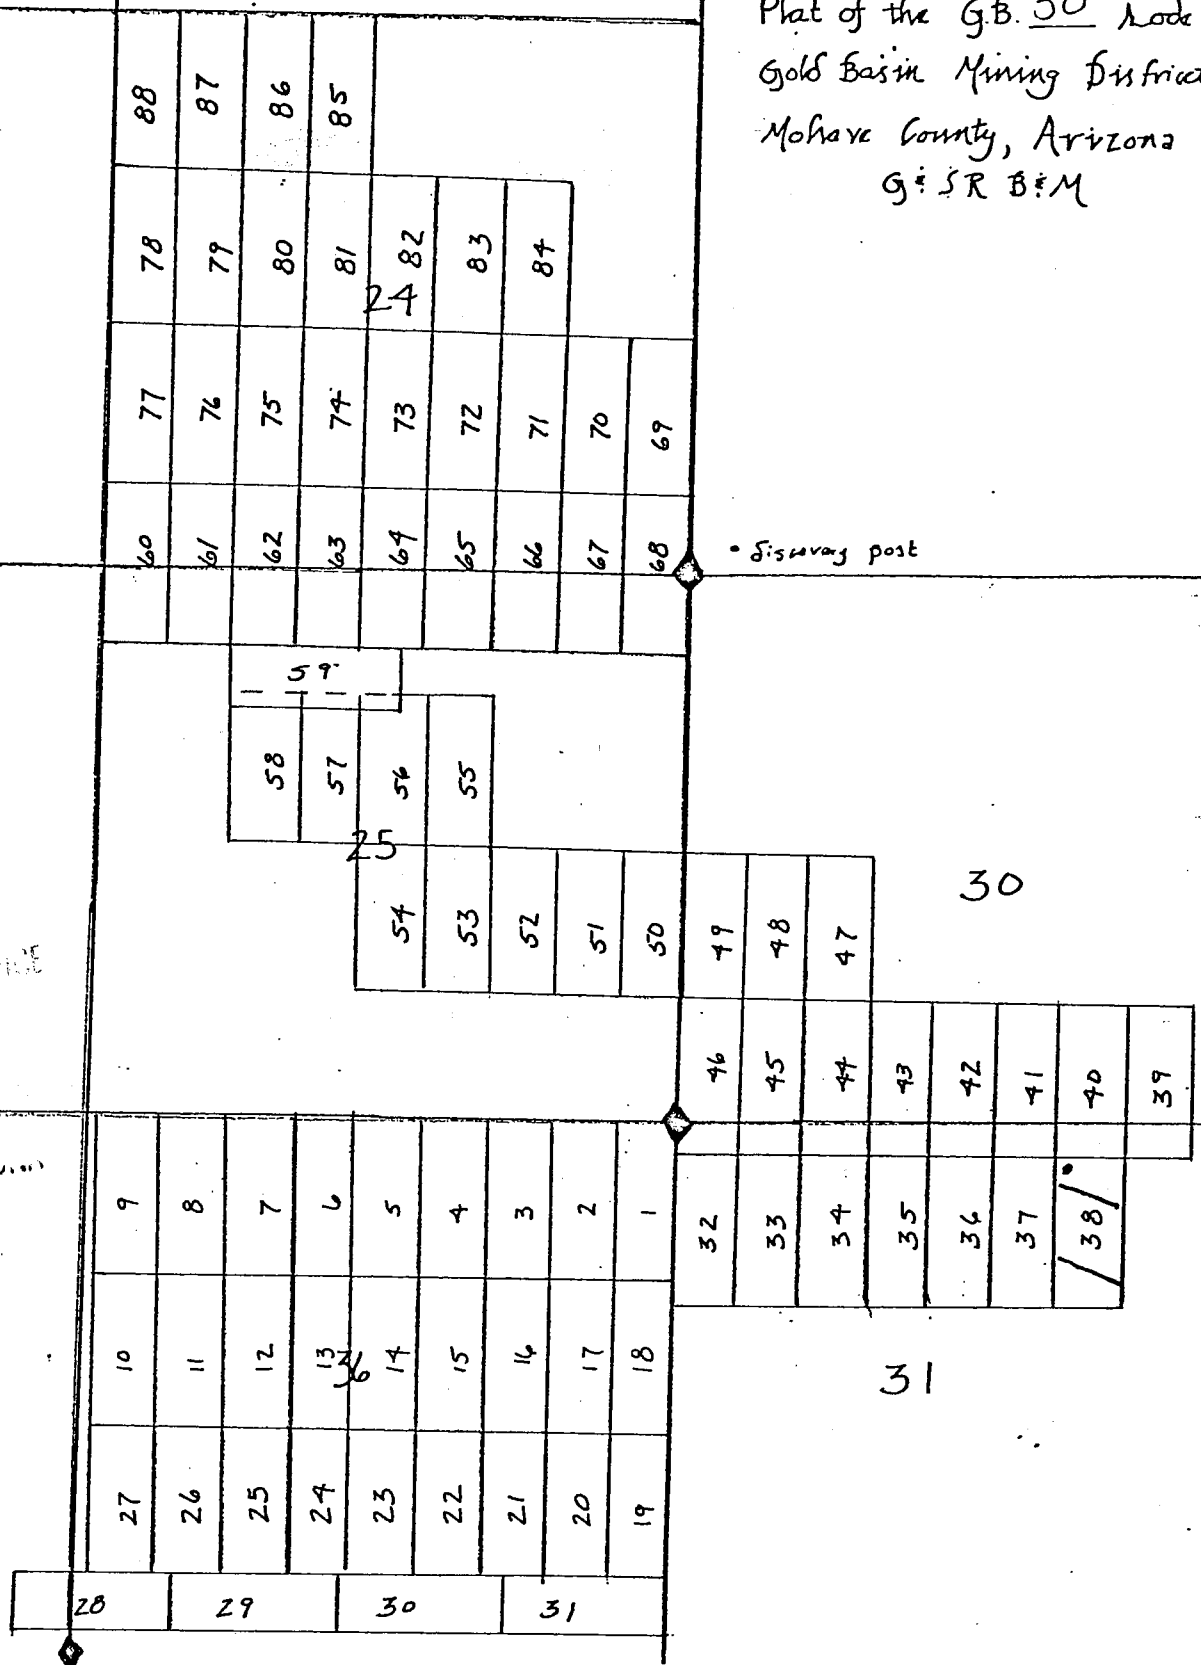 Plat of the G.B. 38 Lode
Gold Basin Mining District
Mohave County, Arizona
G & S R B & M
88 87 86 85
78 79 80 81 82 83 84
24
77 76 75 74 73 72 71 70 69
60 61 62 63 64 65 66 67 68
• discovery post
59
58 57 56 55
25
30
54 53 52 51 50 49 48 47
46 45 44 43 42 41 40 39
9 8 7 6 5 4 3 2 1
32 33 34 35 36 37 38
10 11 12 13 14 15 16 17 18
36
31
27 26 25 24 23 22 21 20 19
28 29 30 31